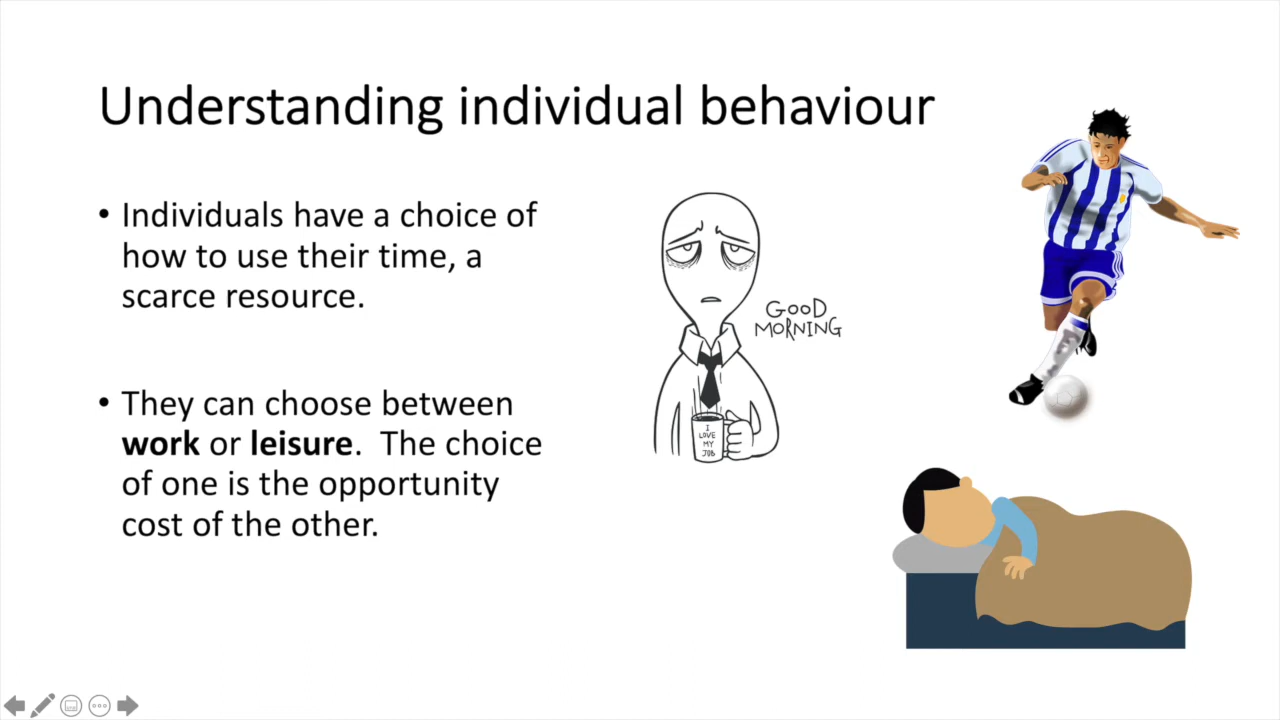 Understanding individual behaviour
• Individuals have a choice of
how to use their time, a
scarce resource.
• They can choose between
work or leisure.  The choice
of one is the opportunity
cost of the other.
GOOD
MORNING
I
LOVE
MY
JOB